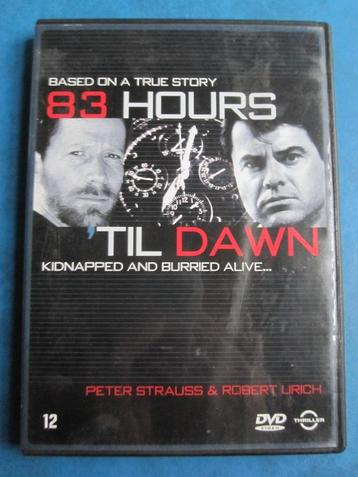 BASED ON A TRUE STORY
83 HOURS
'TIL DAWN
KIDNAPPED AND BURRIED ALIVE...
PETER STRAUSS & ROBERT URICH
12
DVD
VIDEO
THRILLER